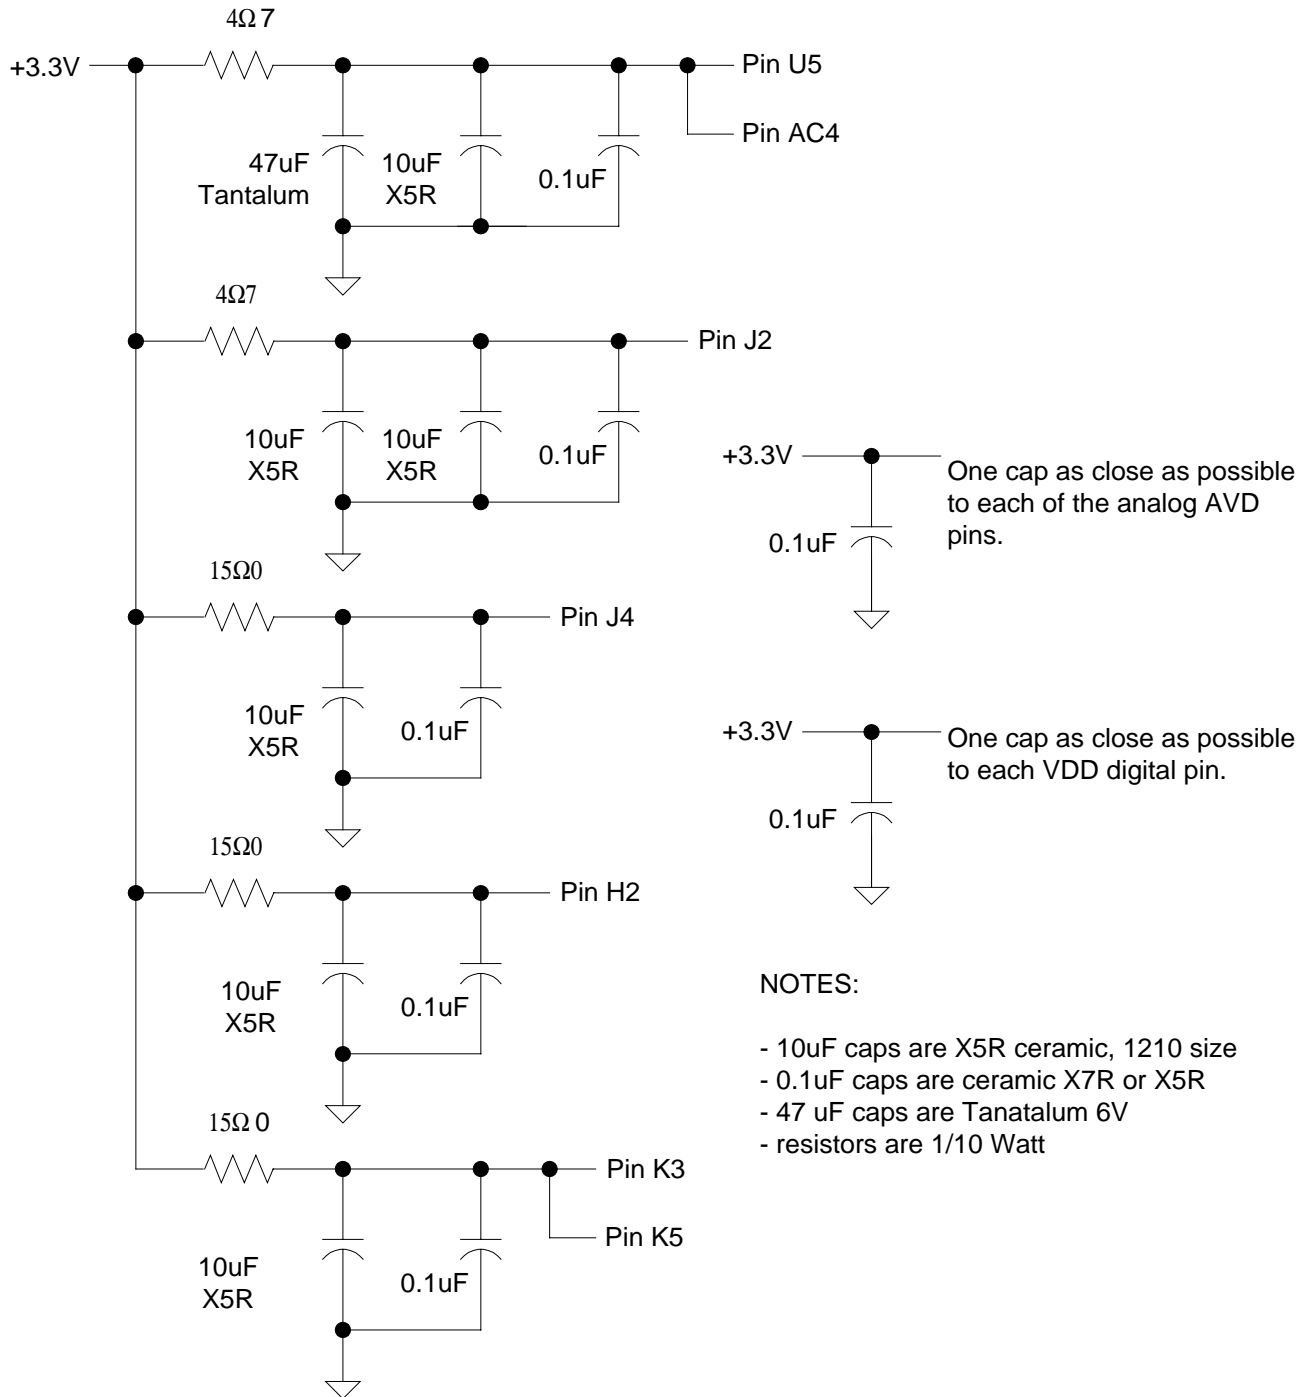 4Ω 7
+3.3V
Pin U5
Pin AC4
47uF
Tantalum
10uF
X5R
0.1uF
4Ω7
Pin J2
10uF
X5R
10uF
X5R
0.1uF
15Ω0
Pin J4
10uF
X5R
0.1uF
15Ω0
Pin H2
10uF
X5R
0.1uF
15Ω 0
Pin K3
Pin K5
10uF
X5R
0.1uF
+3.3V
One cap as close as possible
to each of the analog AVD
pins.
0.1uF
+3.3V
One cap as close as possible
to each VDD digital pin.
0.1uF
NOTES:
- 10uF caps are X5R ceramic, 1210 size
- 0.1uF caps are ceramic X7R or X5R
- 47 uF caps are Tanatalum 6V
- resistors are 1/10 Watt